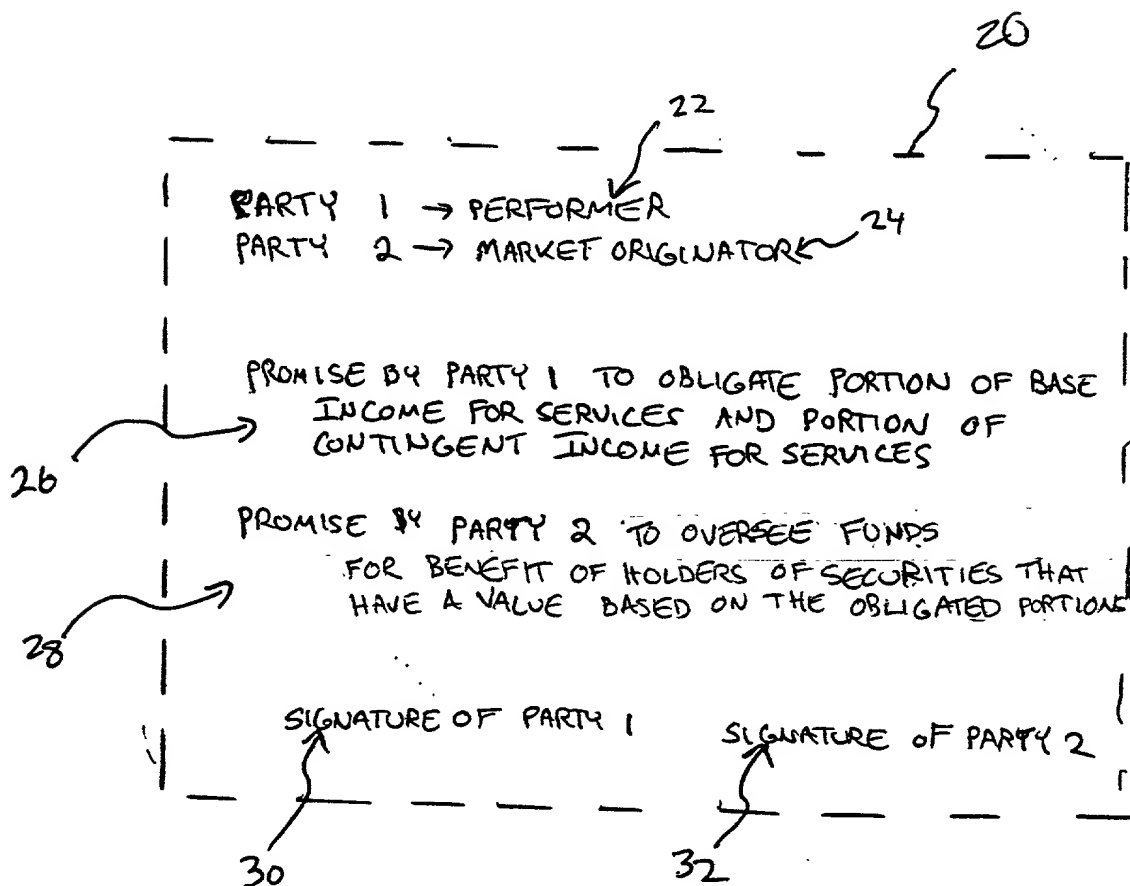 20
22
PARTY 1 → PERFORMER
PARTY 2 → MARKET ORIGINATOR
24
PROMISE BY PARTY 1 TO OBLIGATE PORTION OF BASE
INCOME FOR SERVICES AND PORTION OF
CONTINGENT INCOME FOR SERVICES
26
PROMISE BY PARTY 2 TO OVERSEE FUNDS
FOR BENEFIT OF HOLDERS OF SECURITIES THAT
HAVE A VALUE BASED ON THE OBLIGATED PORTIONS
28
SIGNATURE OF PARTY 1
SIGNATURE OF PARTY 2
30
32